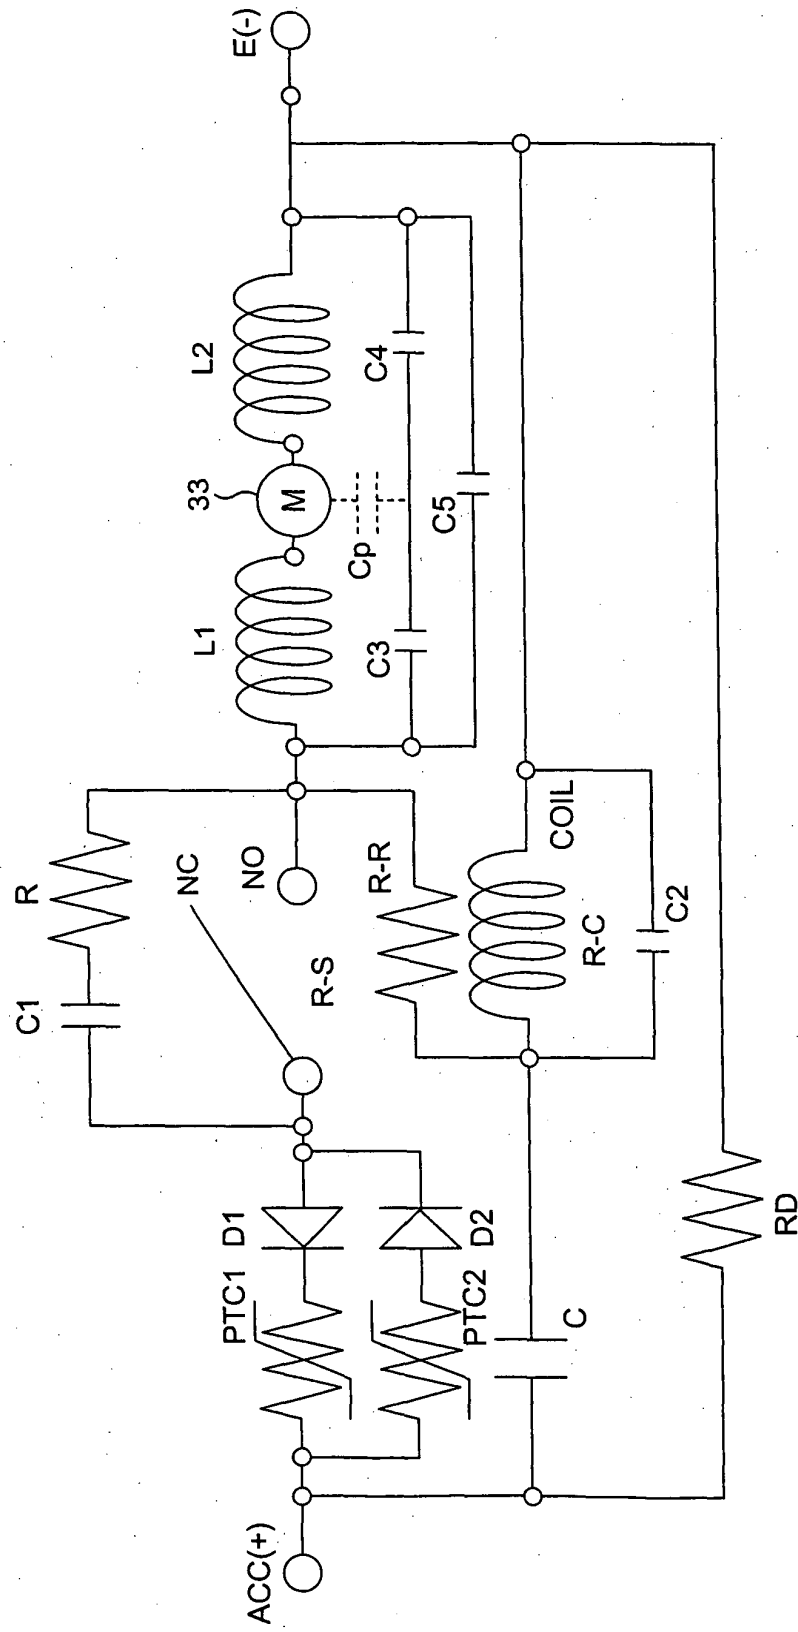 ACC(+)
PTC1
D1
PTC2
D2
C
RD
C1
R
NC
NO
R-S
R-R
R-C
COIL
C2
L1
33
M
L2
Cp
C3
C4
C5
E(-)